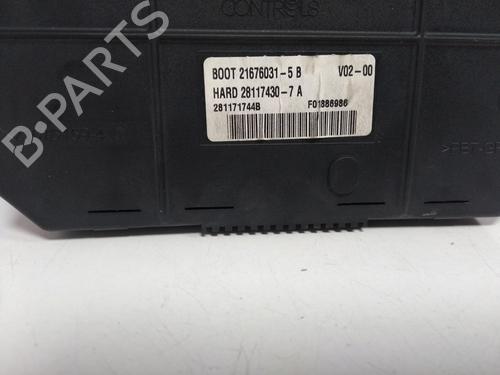 CONTROLS
BOOT 21676031-5 B V02-00
HARD 28117430-7 A
281171744B F01886986
B-PARTS